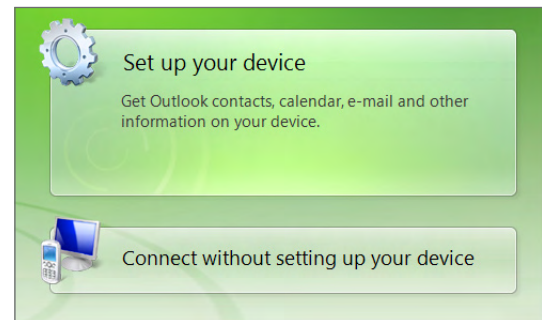 Set up your device
Get Outlook contacts, calendar, e-mail and other
information on your device.
Connect without setting up your device